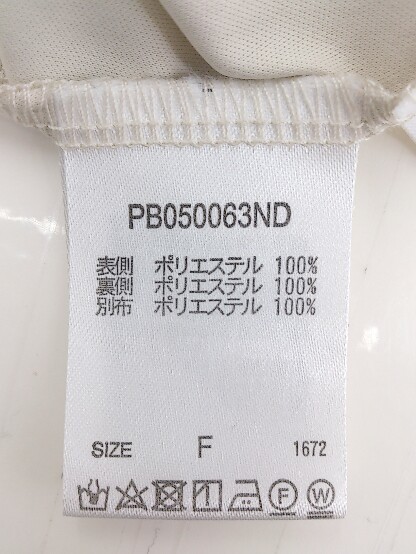 PB050063ND
表側 ポリエステル 100%
裏側 ポリエステル 100%
別布 ポリエステル 100%
SIZE F 1672
F W